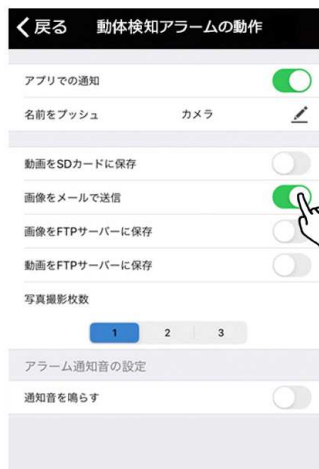 戻る 動体検知アラームの動作
アプリでの通知
名前をプッシュ カメラ
動画をSDカードに保存
画像をメールで送信
画像をFTPサーバーに保存
動画をFTPサーバーに保存
写真撮影枚数
1 2 3
アラーム通知音の設定
通知音を鳴らす